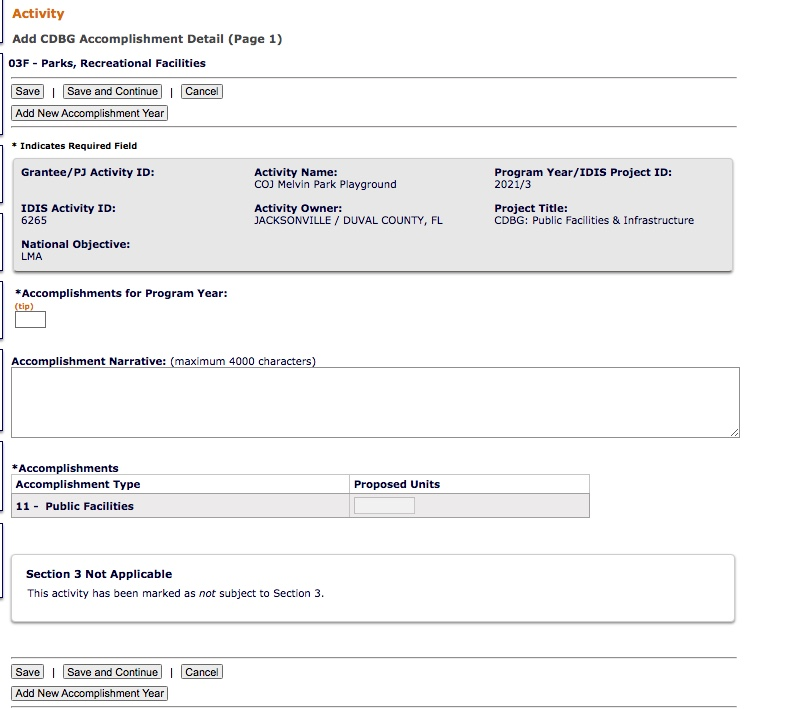 Activity
Add CDBG Accomplishment Detail (Page 1)
03F - Parks, Recreational Facilities
Save | Save and Continue | Cancel
Add New Accomplishment Year
* Indicates Required Field
Grantee/PJ Activity ID: Activity Name: Program Year/IDIS Project ID:
COJ Melvin Park Playground 2021/3
IDIS Activity ID: Activity Owner: Project Title:
6265 JACKSONVILLE / DUVAL COUNTY, FL CDBG: Public Facilities & Infrastructure
National Objective:
LMA
*Accomplishments for Program Year:
(tip)
Accomplishment Narrative: (maximum 4000 characters)
*Accomplishments
Accomplishment Type Proposed Units
11 - Public Facilities
Section 3 Not Applicable
This activity has been marked as not subject to Section 3.
Save | Save and Continue | Cancel
Add New Accomplishment Year